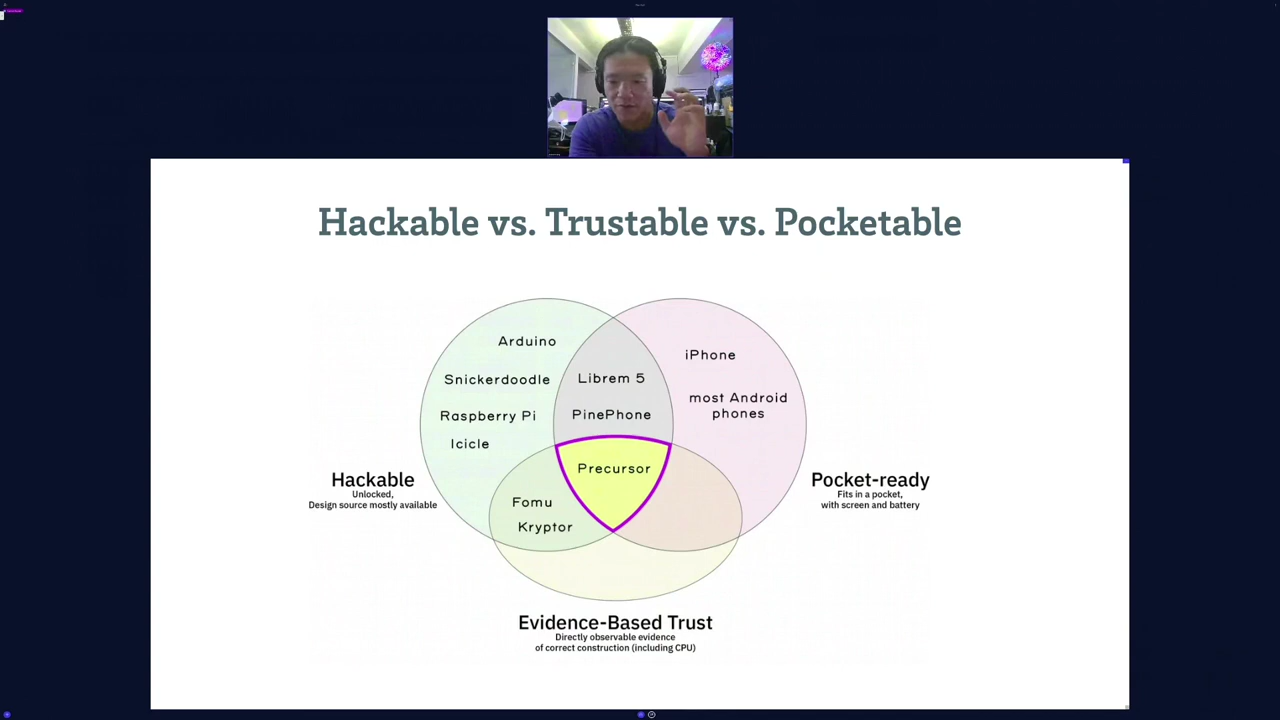 Hackable vs. Trustable vs. Pocketable
Arduino
iPhone
Snickerdoodle
Librem 5
most Android
phones
Raspberry Pi
PinePhone
Icicle
Precursor
Hackable
Unlocked,
Design source mostly available
Pocket-ready
Fits in a pocket,
with screen and battery
Fomu
Kryptor
Evidence-Based Trust
Directly observable evidence
of correct construction (including CPU)